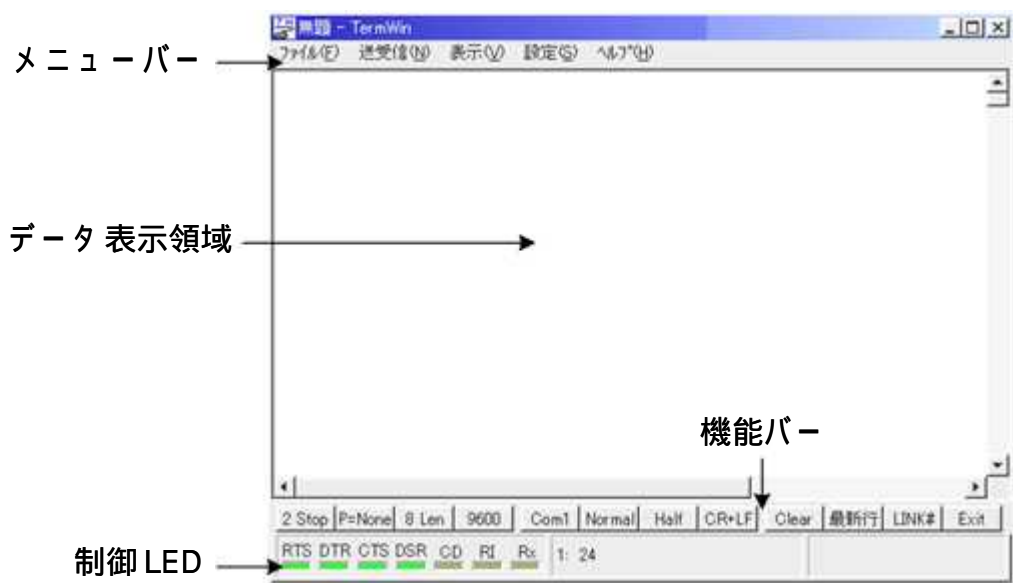 無題 - TermWin
メニューバー
ファイル(F) 送受信(N) 表示(V) 設定(S) ヘルプ(H)
データ表示領域
機能バー
2 Stop P=None 8 Len 9600 Com1 Normal Half CR+LF Clear 最新行 LINK# Exit
RTS DTR CTS DSR CD RI Rx 1: 24
制御 LED